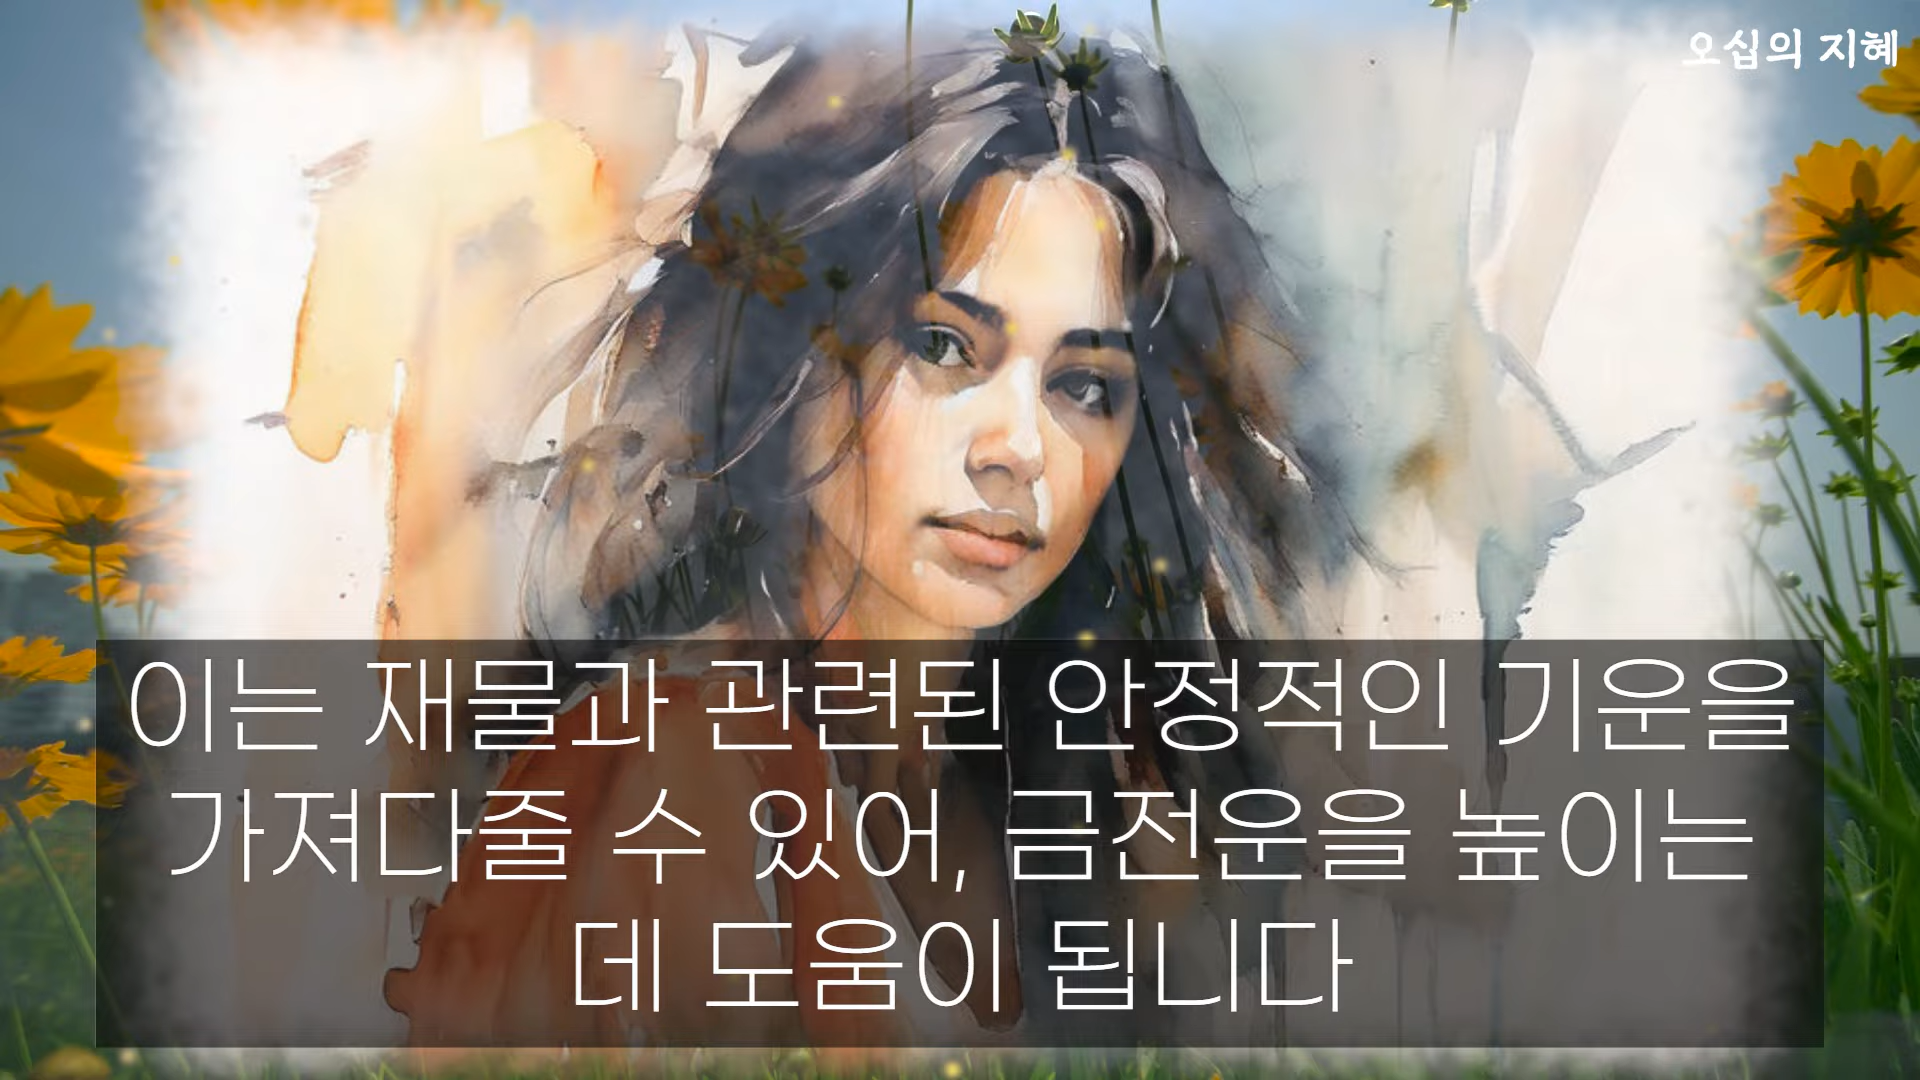 오십의 지혜
이는 재물과 관련된 안정적인 기운을
가져다줄 수 있어, 금전운을 높이는
데 도움이 됩니다